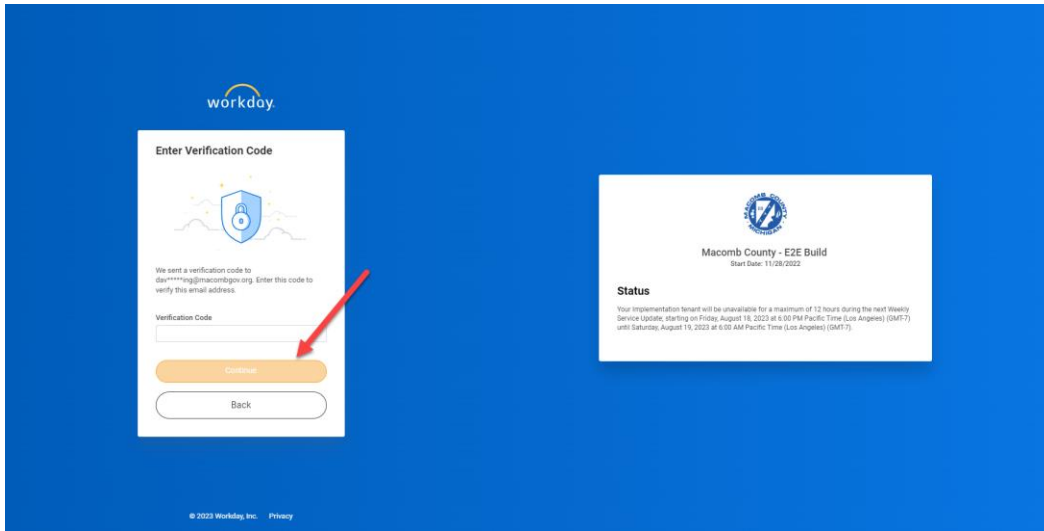 workday.
Enter Verification Code
We sent a verification code to
dav*****ing@macombgov.org. Enter this code to
verify this email address.
Verification Code
Continue
Back
© 2023 Workday, Inc. Privacy
MACOMB COUNTY
MICHIGAN
Macomb County - E2E Build
Start Date: 11/28/2022
Status
Your implementation tenant will be unavailable for a maximum of 12 hours during the next Weekly
Service Update; starting on Friday, August 18, 2023 at 6:00 PM Pacific Time (Los Angeles) (GMT-7)
until Saturday, August 19, 2023 at 6:00 AM Pacific Time (Los Angeles) (GMT-7).